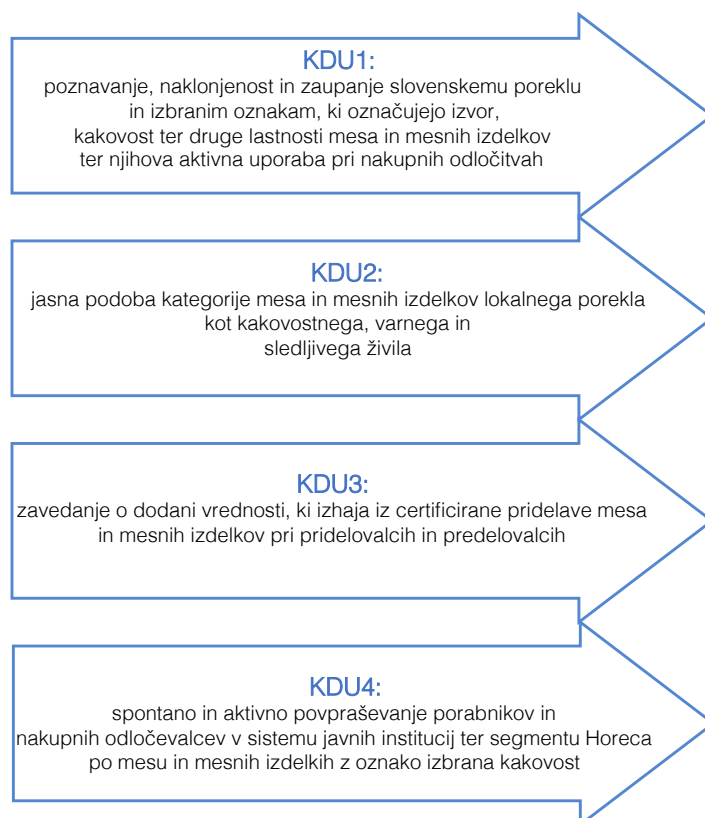 KDU1:
poznavanje, naklonjenost in zaupanje slovenskemu poreklu
in izbranim oznakam, ki označujejo izvor,
kakovost ter druge lastnosti mesa in mesnih izdelkov
ter njihova aktivna uporaba pri nakupnih odločitvah
KDU2:
jasna podoba kategorije mesa in mesnih izdelkov lokalnega porekla
kot kakovostnega, varnega in
sledljivega živila
KDU3:
zavedanje o dodani vrednosti, ki izhaja iz certificirane pridelave mesa
in mesnih izdelkov pri pridelovalcih in predelovalcih
KDU4:
spontano in aktivno povpraševanje porabnikov in
nakupnih odločevalcev v sistemu javnih institucij ter segmentu Horeca
po mesu in mesnih izdelkih z oznako izbrana kakovost